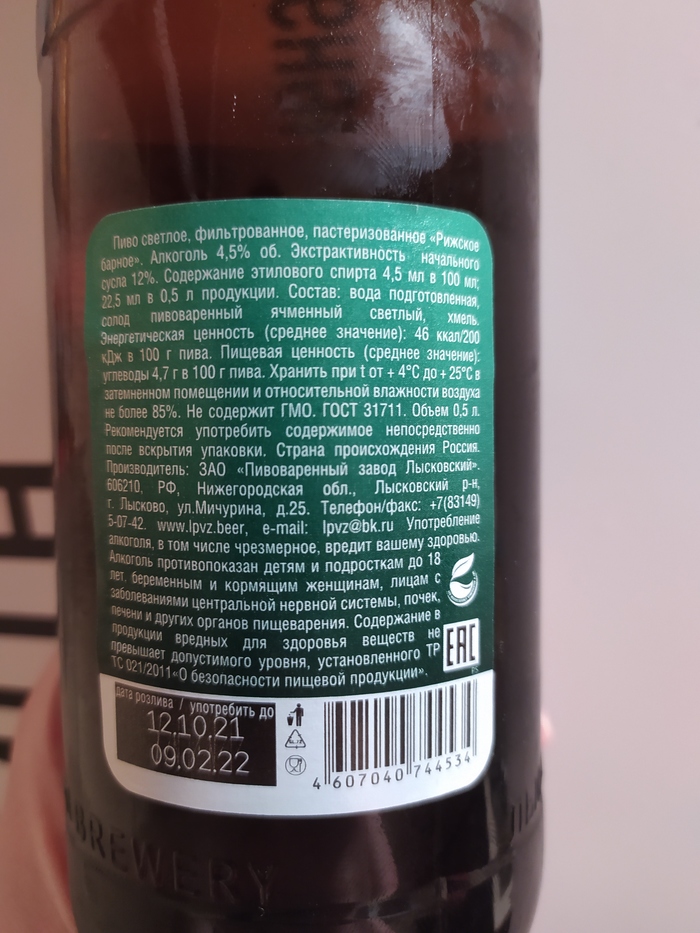 Пиво светлое, фильтрованное, пастеризованное «Рижское
барное». Алкоголь 4,5% об. Экстрактивность начального
сусла 12%. Содержание этилового спирта 4,5 мл в 100 мл;
22,5 мл в 0,5 л продукции. Состав: вода подготовленная,
солод пивоваренный ячменный светлый, хмель.
Энергетическая ценность (среднее значение): 46 ккал/200
кДж в 100 г пива. Пищевая ценность (среднее значение):
углеводы 4,7 г в 100 г пива. Хранить при t от + 4°С до + 25°С в
затемненном помещении и относительной влажности воздуха
не более 85%. Не содержит ГМО. ГОСТ 31711. Объем 0,5 л.
Рекомендуется употребить содержимое непосредственно
после вскрытия упаковки. Страна происхождения Россия.
Производитель: ЗАО «Пивоваренный завод Лысковский».
606210, РФ, Нижегородская обл., Лысковский р-н,
г. Лысково, ул.Мичурина, д.25. Телефон/факс: +7(83149)
5-07-42. www.lpvz.beer, e-mail: lpvz@bk.ru Употребление
алкоголя, в том числе чрезмерное, вредит вашему здоровью.
Алкоголь противопоказан детям и подросткам до 18
лет, беременным и кормящим женщинам, лицам с
заболеваниями центральной нервной системы, почек,
печени и других органов пищеварения. Содержание в
продукции вредных для здоровья веществ не
превышает допустимого уровня, установленного ТР
ТС 021/2011«О безопасности пищевой продукции».
EAC
дата розлива / употребить до
12.10.21
09.02.22
4 607040 744534
BREWERY